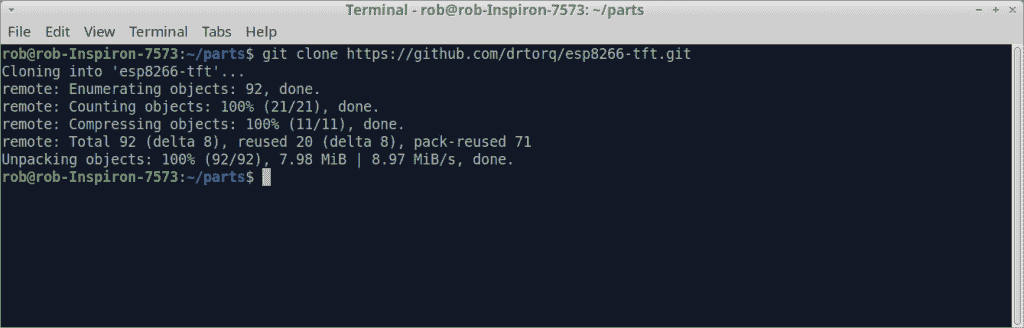 Terminal - rob@rob-Inspiron-7573: ~/parts
File Edit View Terminal Tabs Help
rob@rob-Inspiron-7573:~/parts$ git clone https://github.com/drtorq/esp8266-tft.git
Cloning into 'esp8266-tft'...
remote: Enumerating objects: 92, done.
remote: Counting objects: 100% (21/21), done.
remote: Compressing objects: 100% (11/11), done.
remote: Total 92 (delta 8), reused 20 (delta 8), pack-reused 71
Unpacking objects: 100% (92/92), 7.98 MiB | 8.97 MiB/s, done.
rob@rob-Inspiron-7573:~/parts$